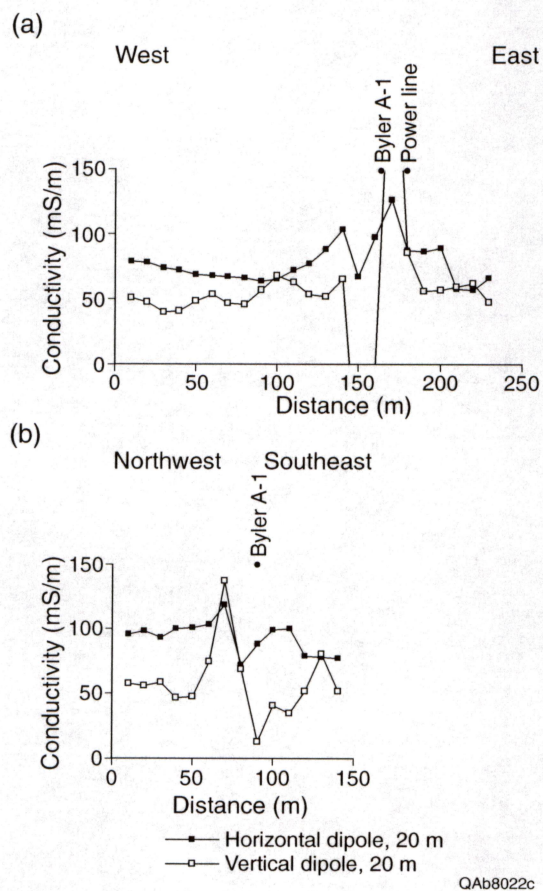 (a)
West East
Byler A-1
Power line
150
100
50
0
Conductivity (mS/m)
0 50 100 150 200 250
Distance (m)
(b)
Northwest Southeast
Byler A-1
150
100
50
0
Conductivity (mS/m)
0 50 100 150
Distance (m)
Horizontal dipole, 20 m
Vertical dipole, 20 m
QAb8022c